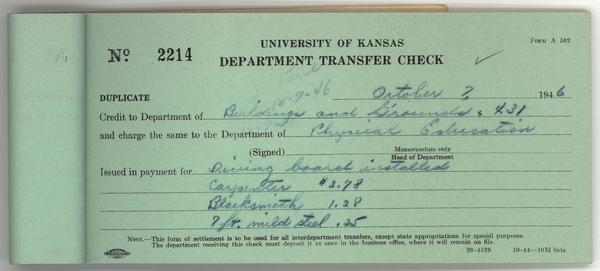 UNIVERSITY OF KANSAS
FORM A 502
No. 2214
DEPARTMENT TRANSFER CHECK
DUPLICATE
October 7 1946
Credit to Department of Buildings and Grounds $ 4.31
and charge the same to the Department of Physical Education
(Signed) Memorandum only
Head of Department
Issued in payment for Diving board installed
Carpenter $2.78
Blacksmith 1.28
7 ft. mild steel .25
NOTE.—This form of settlement is to be used for all interdepartment transfers, except state appropriations for special purposes.
The department receiving this check must deposit it at once in the business office, where it will remain on file.
20-4529 10-44—10M Sets